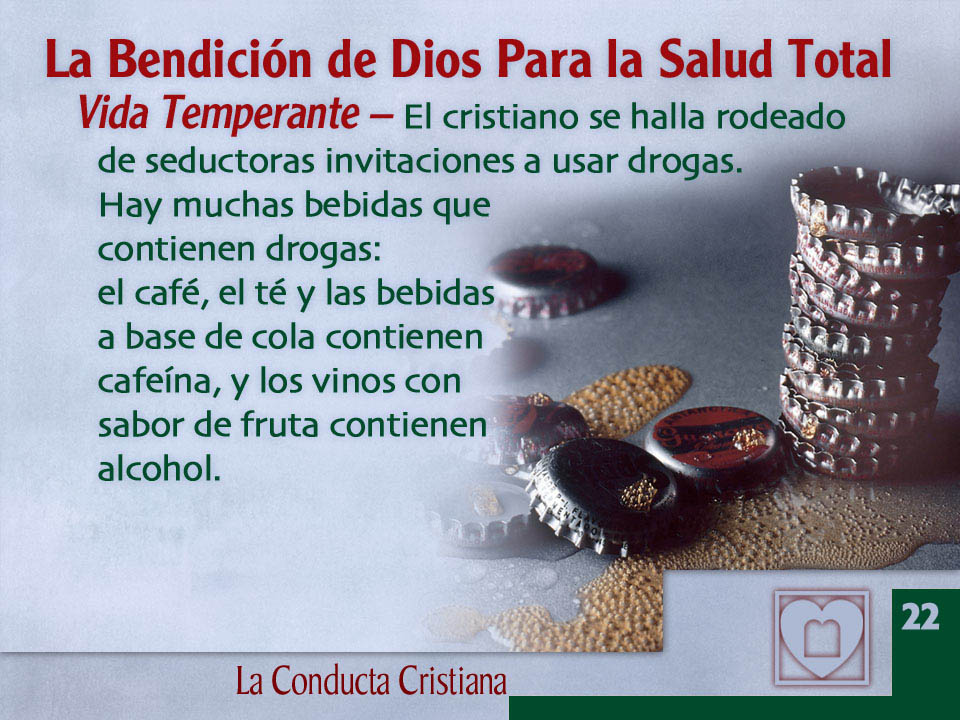 La Bendición de Dios Para la Salud Total
Vida Temperante – El cristiano se halla rodeado
de seductoras invitaciones a usar drogas.
Hay muchas bebidas que
contienen drogas:
el café, el té y las bebidas
a base de cola contienen
cafeína, y los vinos con
sabor de fruta contienen
alcohol.
22
La Conducta Cristiana